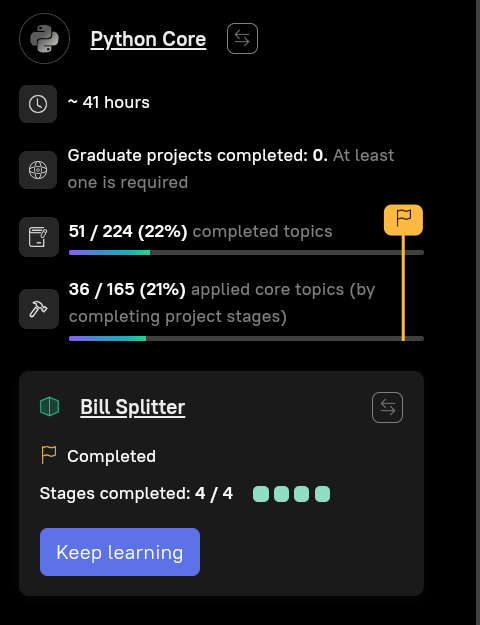 Python Core
~ 41 hours
Graduate projects completed: 0. At least
one is required
51 / 224 (22%) completed topics
36 / 165 (21%) applied core topics (by
completing project stages)
Bill Splitter
Completed
Stages completed: 4 / 4
Keep learning